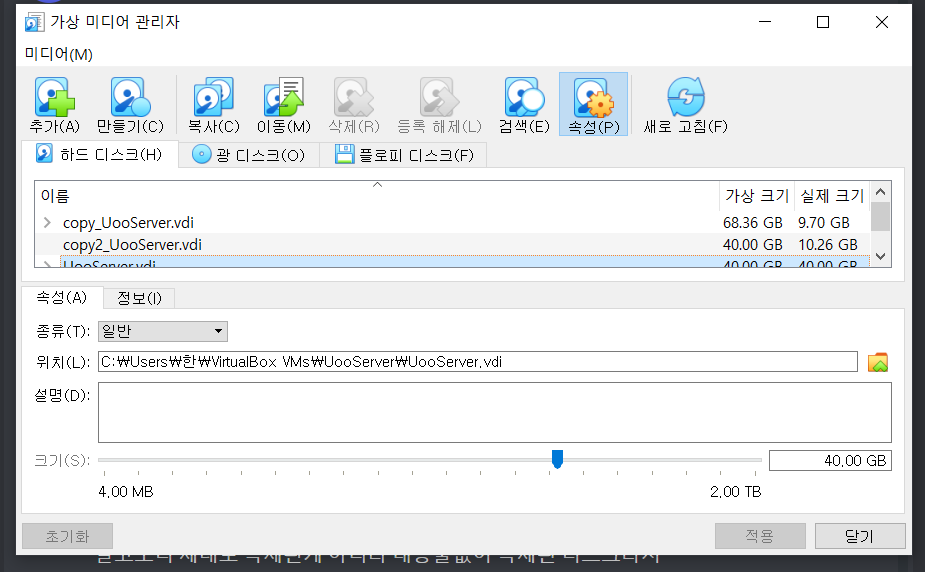 가상 미디어 관리자
미디어(M)
추가(A) 만들기(C) 복사(C) 이동(M) 삭제(R) 등록 해제(L) 검색(E) 속성(P) 새로 고침(F)
하드 디스크(H) 광 디스크(O) 플로피 디스크(F)
이름 가상 크기 실제 크기
copy_UooServer.vdi 68.36 GB 9.70 GB
copy2_UooServer.vdi 40.00 GB 10.26 GB
UooServer.vdi 40.00 GB 40.00 GB
속성(A) 정보(I)
종류(T): 일반
위치(L): C:₩Users₩한₩VirtualBox VMs₩UooServer₩UooServer.vdi
설명(D):
크기(S): 40.00 GB
4.00 MB 2.00 TB
초기화 적용 닫기